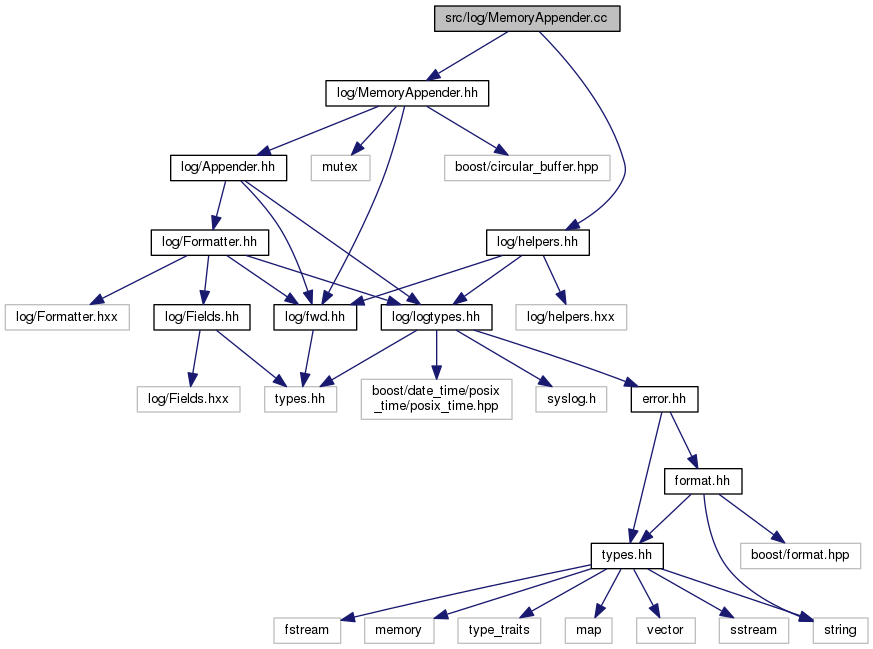 src/log/MemoryAppender.cc
log/MemoryAppender.hh
log/Appender.hh
mutex
boost/circular_buffer.hpp
log/Formatter.hh
log/helpers.hh
log/Formatter.hxx
log/Fields.hh
log/fwd.hh
log/logtypes.hh
log/helpers.hxx
log/Fields.hxx
types.hh
boost/date_time/posix
_time/posix_time.hpp
syslog.h
error.hh
format.hh
types.hh
boost/format.hpp
fstream
memory
type_traits
map
vector
sstream
string